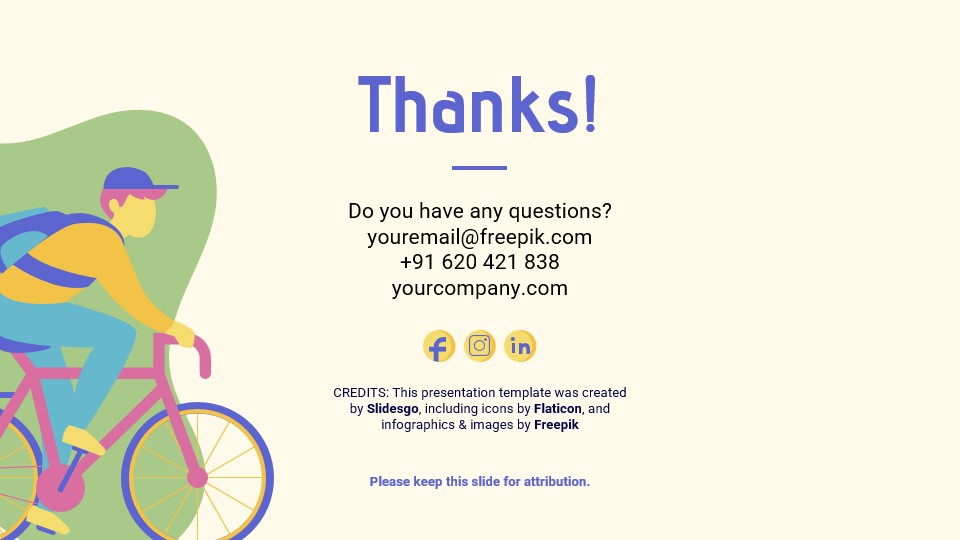 Thanks!
Do you have any questions?
youremail@freepik.com
+91 620 421 838
yourcompany.com
CREDITS: This presentation template was created
by Slidesgo, including icons by Flaticon, and
infographics & images by Freepik
Please keep this slide for attribution.